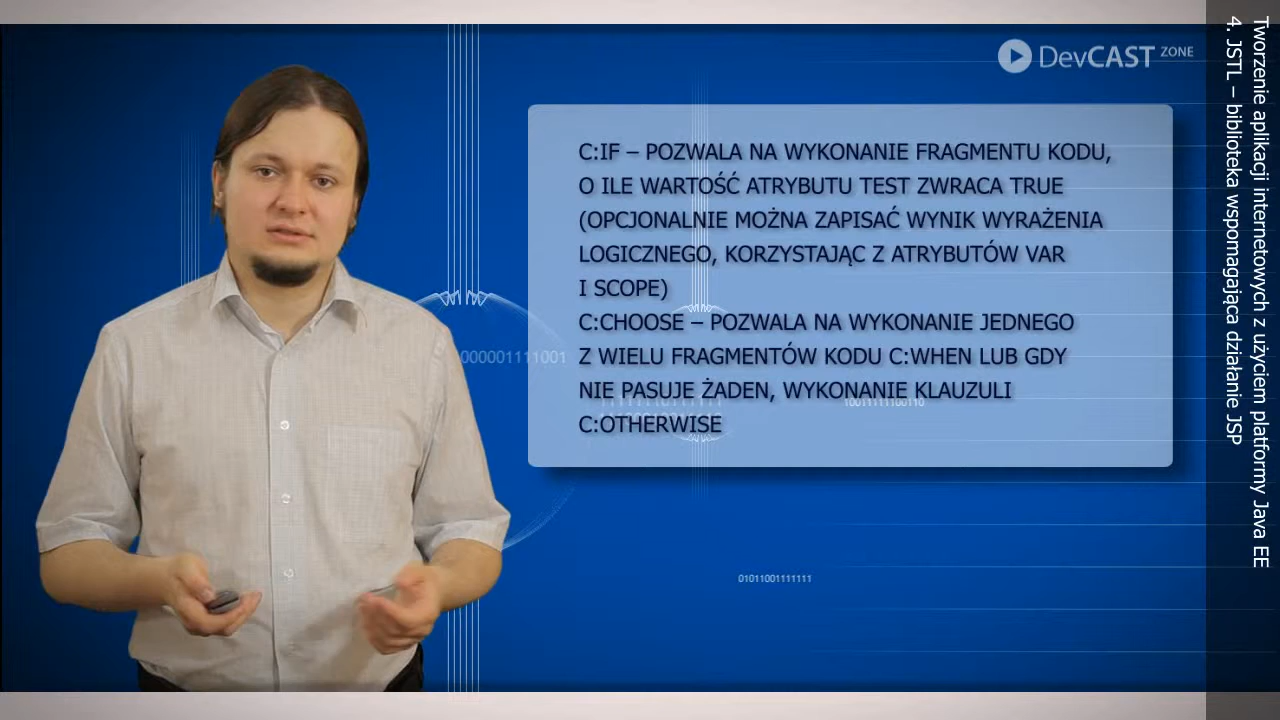 DevCAST ZONE
C:IF – POZWALA NA WYKONANIE FRAGMENTU KODU,
O ILE WARTOŚĆ ATRYBUTU TEST ZWRACA TRUE
(OPCJONALNIE MOŻNA ZAPISAĆ WYNIK WYRAŻENIA
LOGICZNEGO, KORZYSTAJĄC Z ATRYBUTÓW VAR
I SCOPE)
C:CHOOSE – POZWALA NA WYKONANIE JEDNEGO
Z WIELU FRAGMENTÓW KODU C:WHEN LUB GDY
NIE PASUJE ŻADEN, WYKONANIE KLAUZULI
C:OTHERWISE
000001111001
01011001111111
Tworzenie aplikacji internetowych z użyciem platformy Java EE
4. JSTL – biblioteka wspomagająca działanie JSP